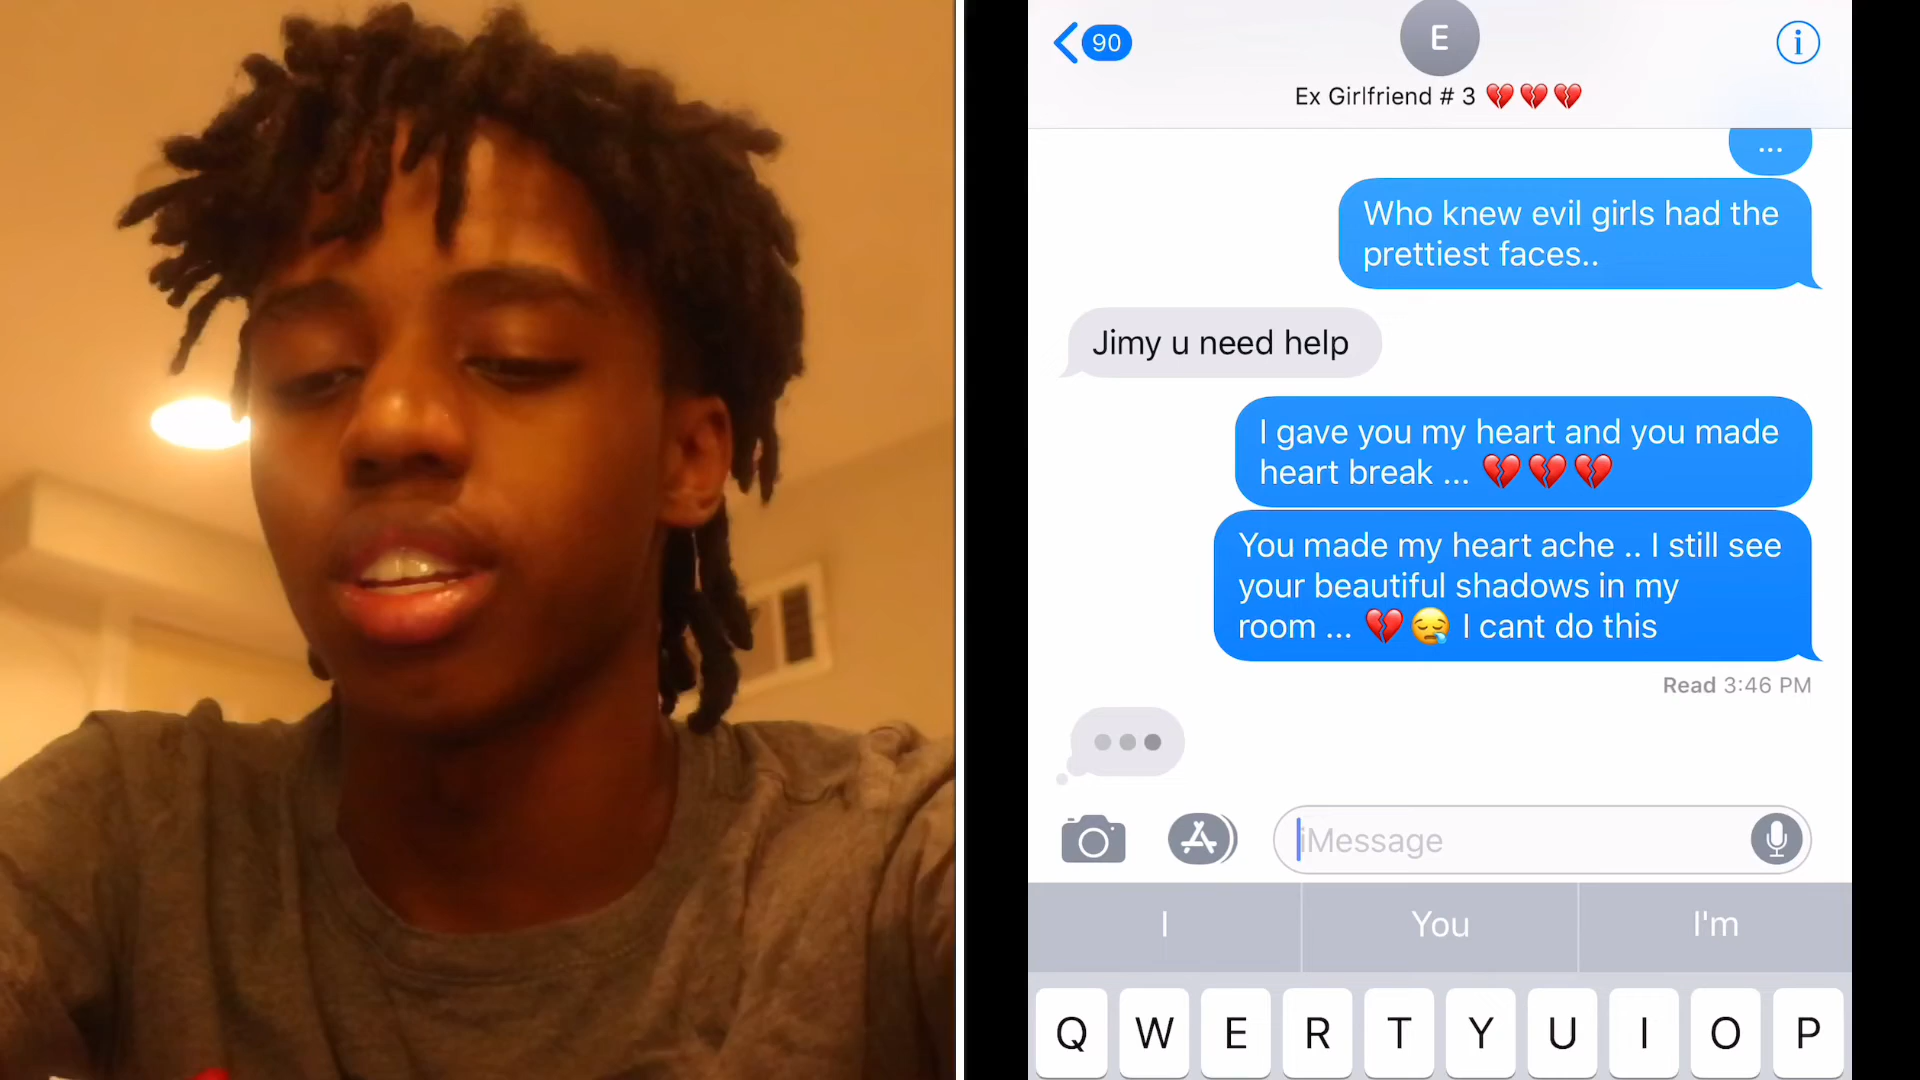 90
E
Ex Girlfriend # 3 💔💔💔
...
Who knew evil girls had the
prettiest faces..
Jimy u need help
I gave you my heart and you made
heart break ... 💔💔💔
You made my heart ache .. I still see
your beautiful shadows in my
room ... 💔😪 I cant do this
Read 3:46 PM
iMessage
I You I'm
Q W E R T Y U I O P